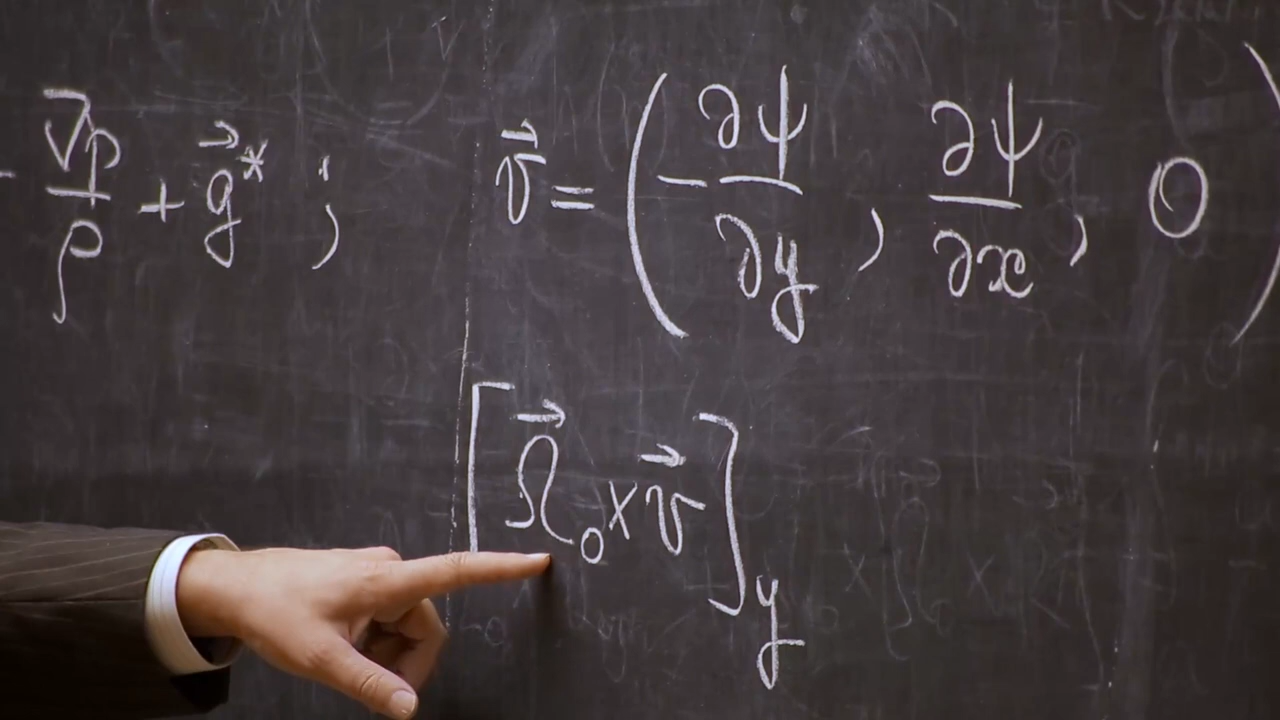 - ∇p/ρ + g⃗* ; v⃗ = ( - ∂ψ/∂y , ∂ψ/∂x , 0 )
[ Ω⃗₀ × v⃗ ]y